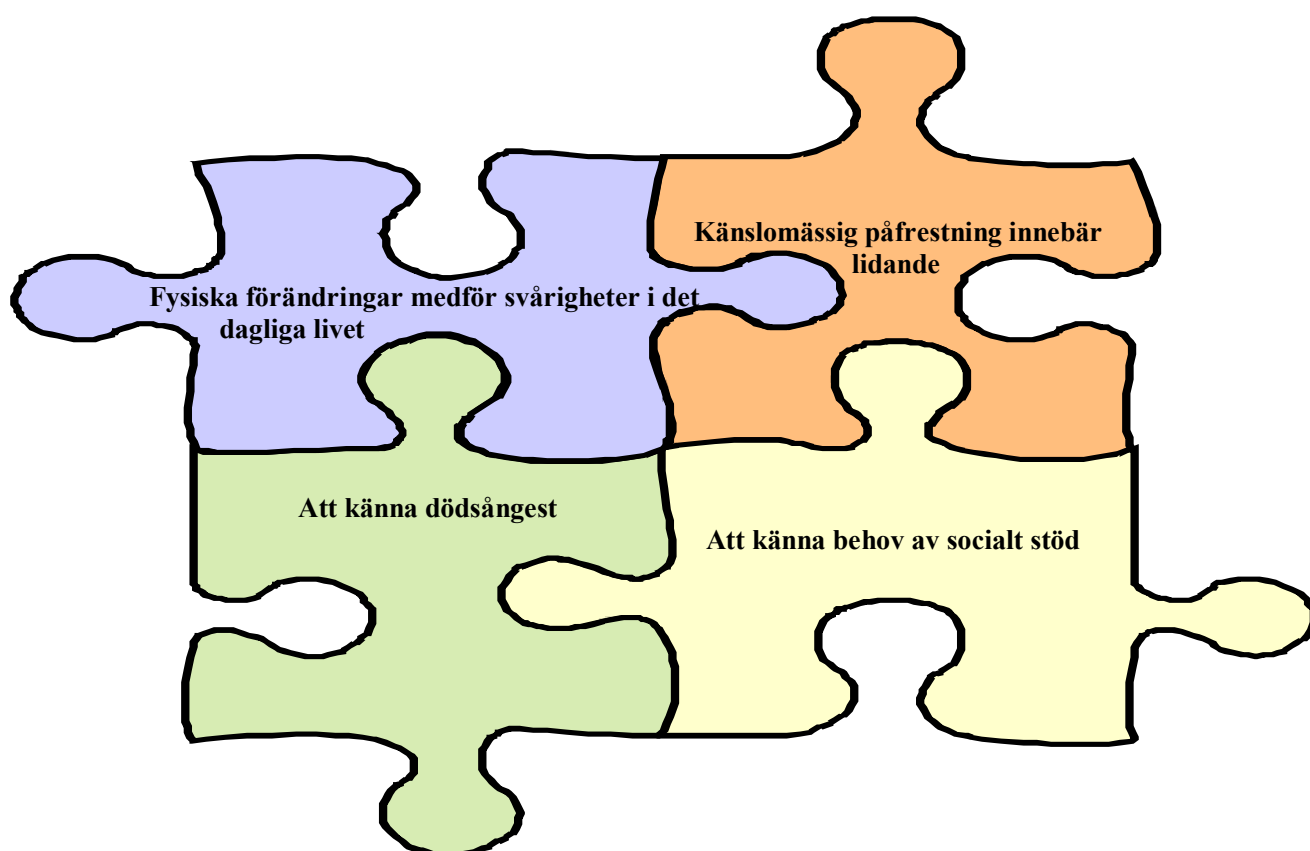 Känslomässig påfrestning innebär
lidande
Fysiska förändringar medför svårigheter i det
dagliga livet
Att känna dödsångest
Att känna behov av socialt stöd